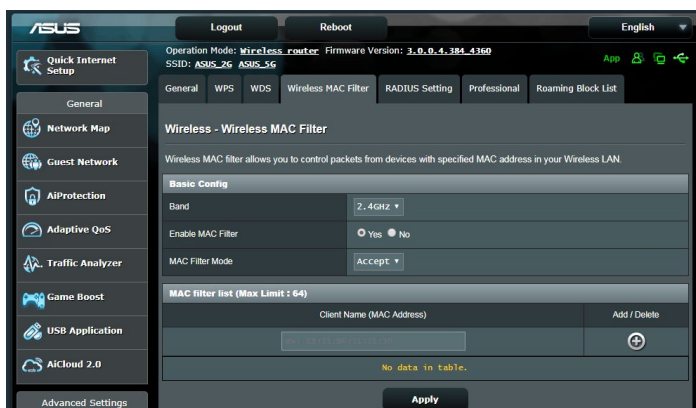 ASUS
Logout
Reboot
English
Operation Mode: Wireless router Firmware Version: 3.0.0.4.384_4360
SSID: ASUS_2G ASUS_5G
App
Quick Internet
Setup
General
Network Map
Guest Network
AiProtection
Adaptive QoS
Traffic Analyzer
Game Boost
USB Application
AiCloud 2.0
Advanced Settings
General WPS WDS Wireless MAC Filter RADIUS Setting Professional Roaming Block List
Wireless - Wireless MAC Filter
Wireless MAC filter allows you to control packets from devices with specified MAC address in your Wireless LAN.
Basic Config
Band 2.4GHz
Enable MAC Filter Yes No
MAC Filter Mode Accept
MAC filter list (Max Limit : 64)
Client Name (MAC Address) Add / Delete
No data in table.
Apply